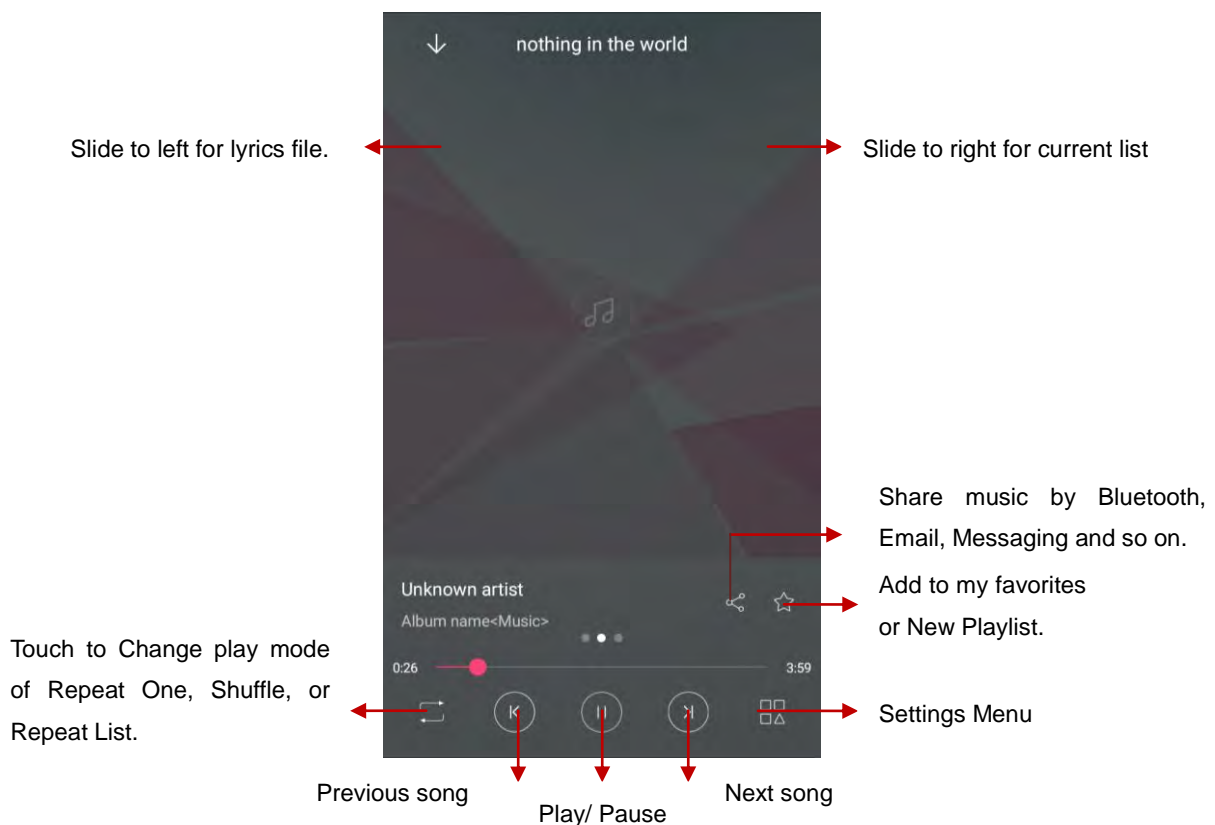 nothing in the world
Slide to left for lyrics file.
Slide to right for current list
Share music by Bluetooth,
Email, Messaging and so on.
Unknown artist
Add to my favorites
or New Playlist.
Album name<Music>
Touch to Change play mode
of Repeat One, Shuffle, or
Repeat List.
0:26
3:59
Settings Menu
Previous song
Play/ Pause
Next song